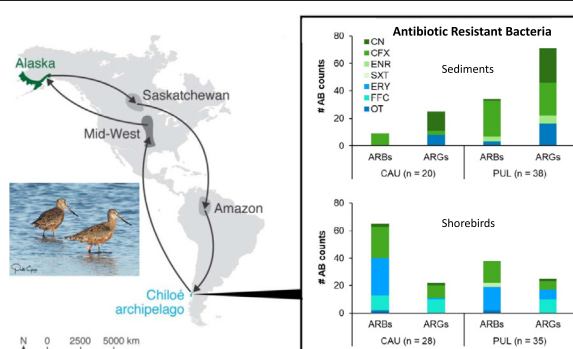 Alaska
Saskatchewan
Mid-West
Amazon
Chiloé
archipelago
N 0 2500 5000 km
Antibiotic Resistant Bacteria
Sediments
# AB counts
80
60
40
20
0
CN
CFX
ENR
SXT
ERY
FFC
OT
ARBs ARGs ARBs ARGs
CAU (n = 20) PUL (n = 38)
Shorebirds
# AB counts
80
60
40
20
0
ARBs ARGs ARBs ARGs
CAU (n = 28) PUL (n = 35)